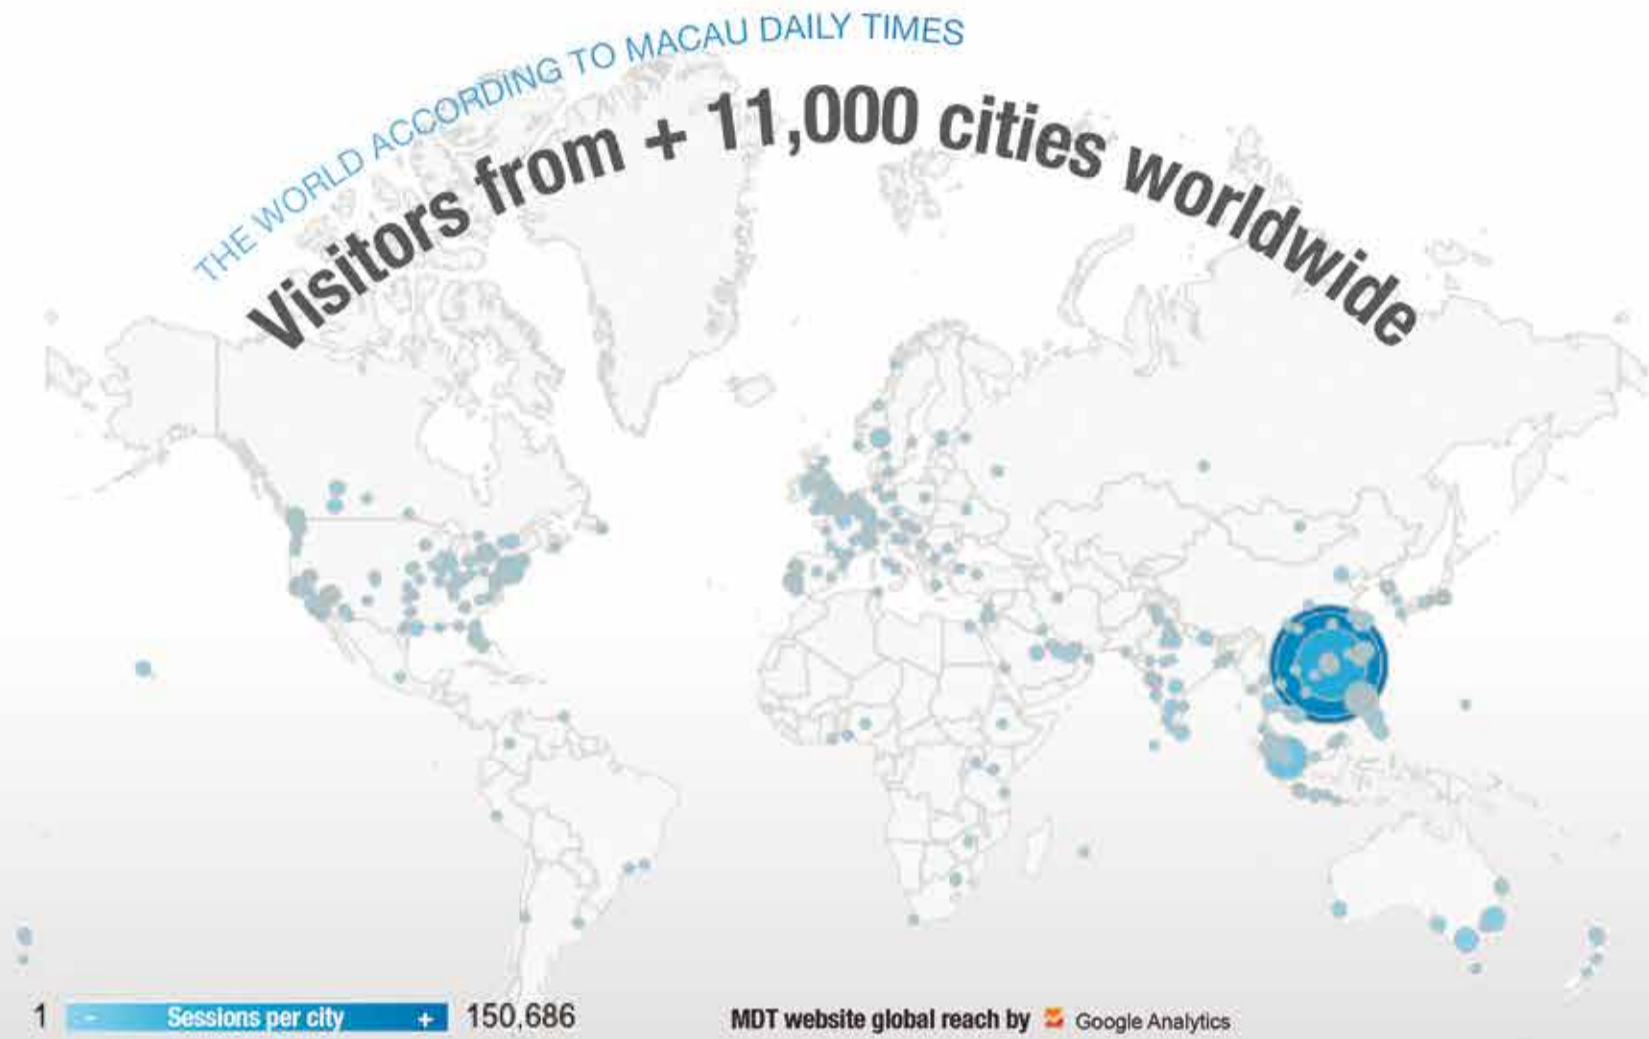 THE WORLD ACCORDING TO MACAU DAILY TIMES
Visitors from + 11,000 cities worldwide
1 - Sessions per city + 150,686
MDT website global reach by Google Analytics